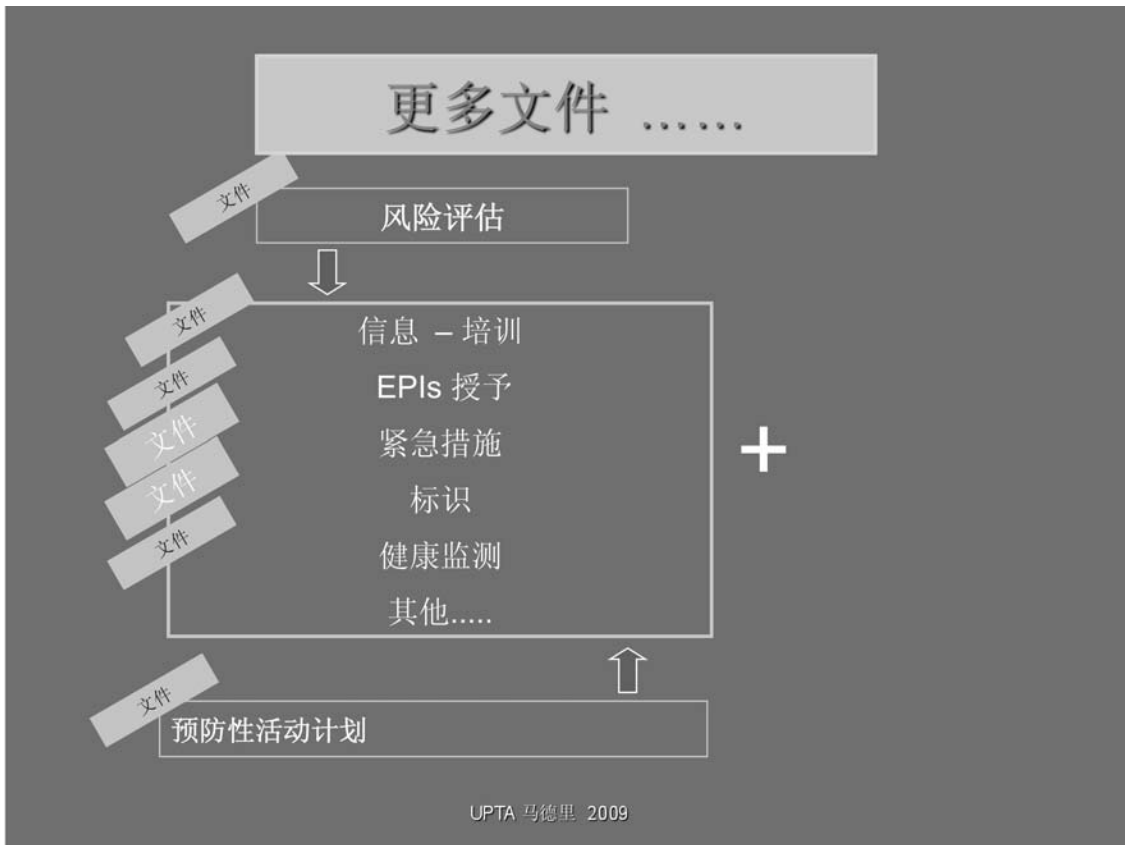 更多文件 ......
文件
风险评估
文件
信息 – 培训
文件
EPIs 授予
文件
紧急措施
文件
标识
文件
健康监测
其他.....
文件
预防性活动计划
+
UPTA 马德里 2009